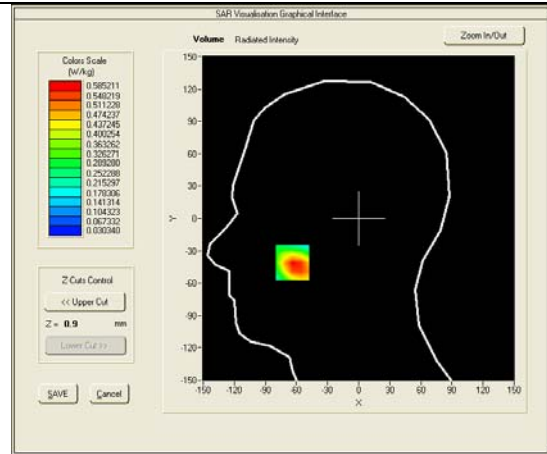 SAR Visualisation Graphical Interface
Volume Radiated Intensity
Zoom In/Out
Colors Scale
(W/kg)
0.585211
0.548219
0.511228
0.474237
0.437245
0.400254
0.363262
0.326271
0.289280
0.252288
0.215297
0.178306
0.141314
0.104323
0.067332
0.030340
Z Cuts Control
<< Upper Cut
Z = 0.9 mm
Lower Cut >>
SAVE
Cancel
150
120
90
60
30
0
-30
-60
-90
-120
-150
Y
-150 -120 -90 -60 -30 0 30 60 90 120 150
X